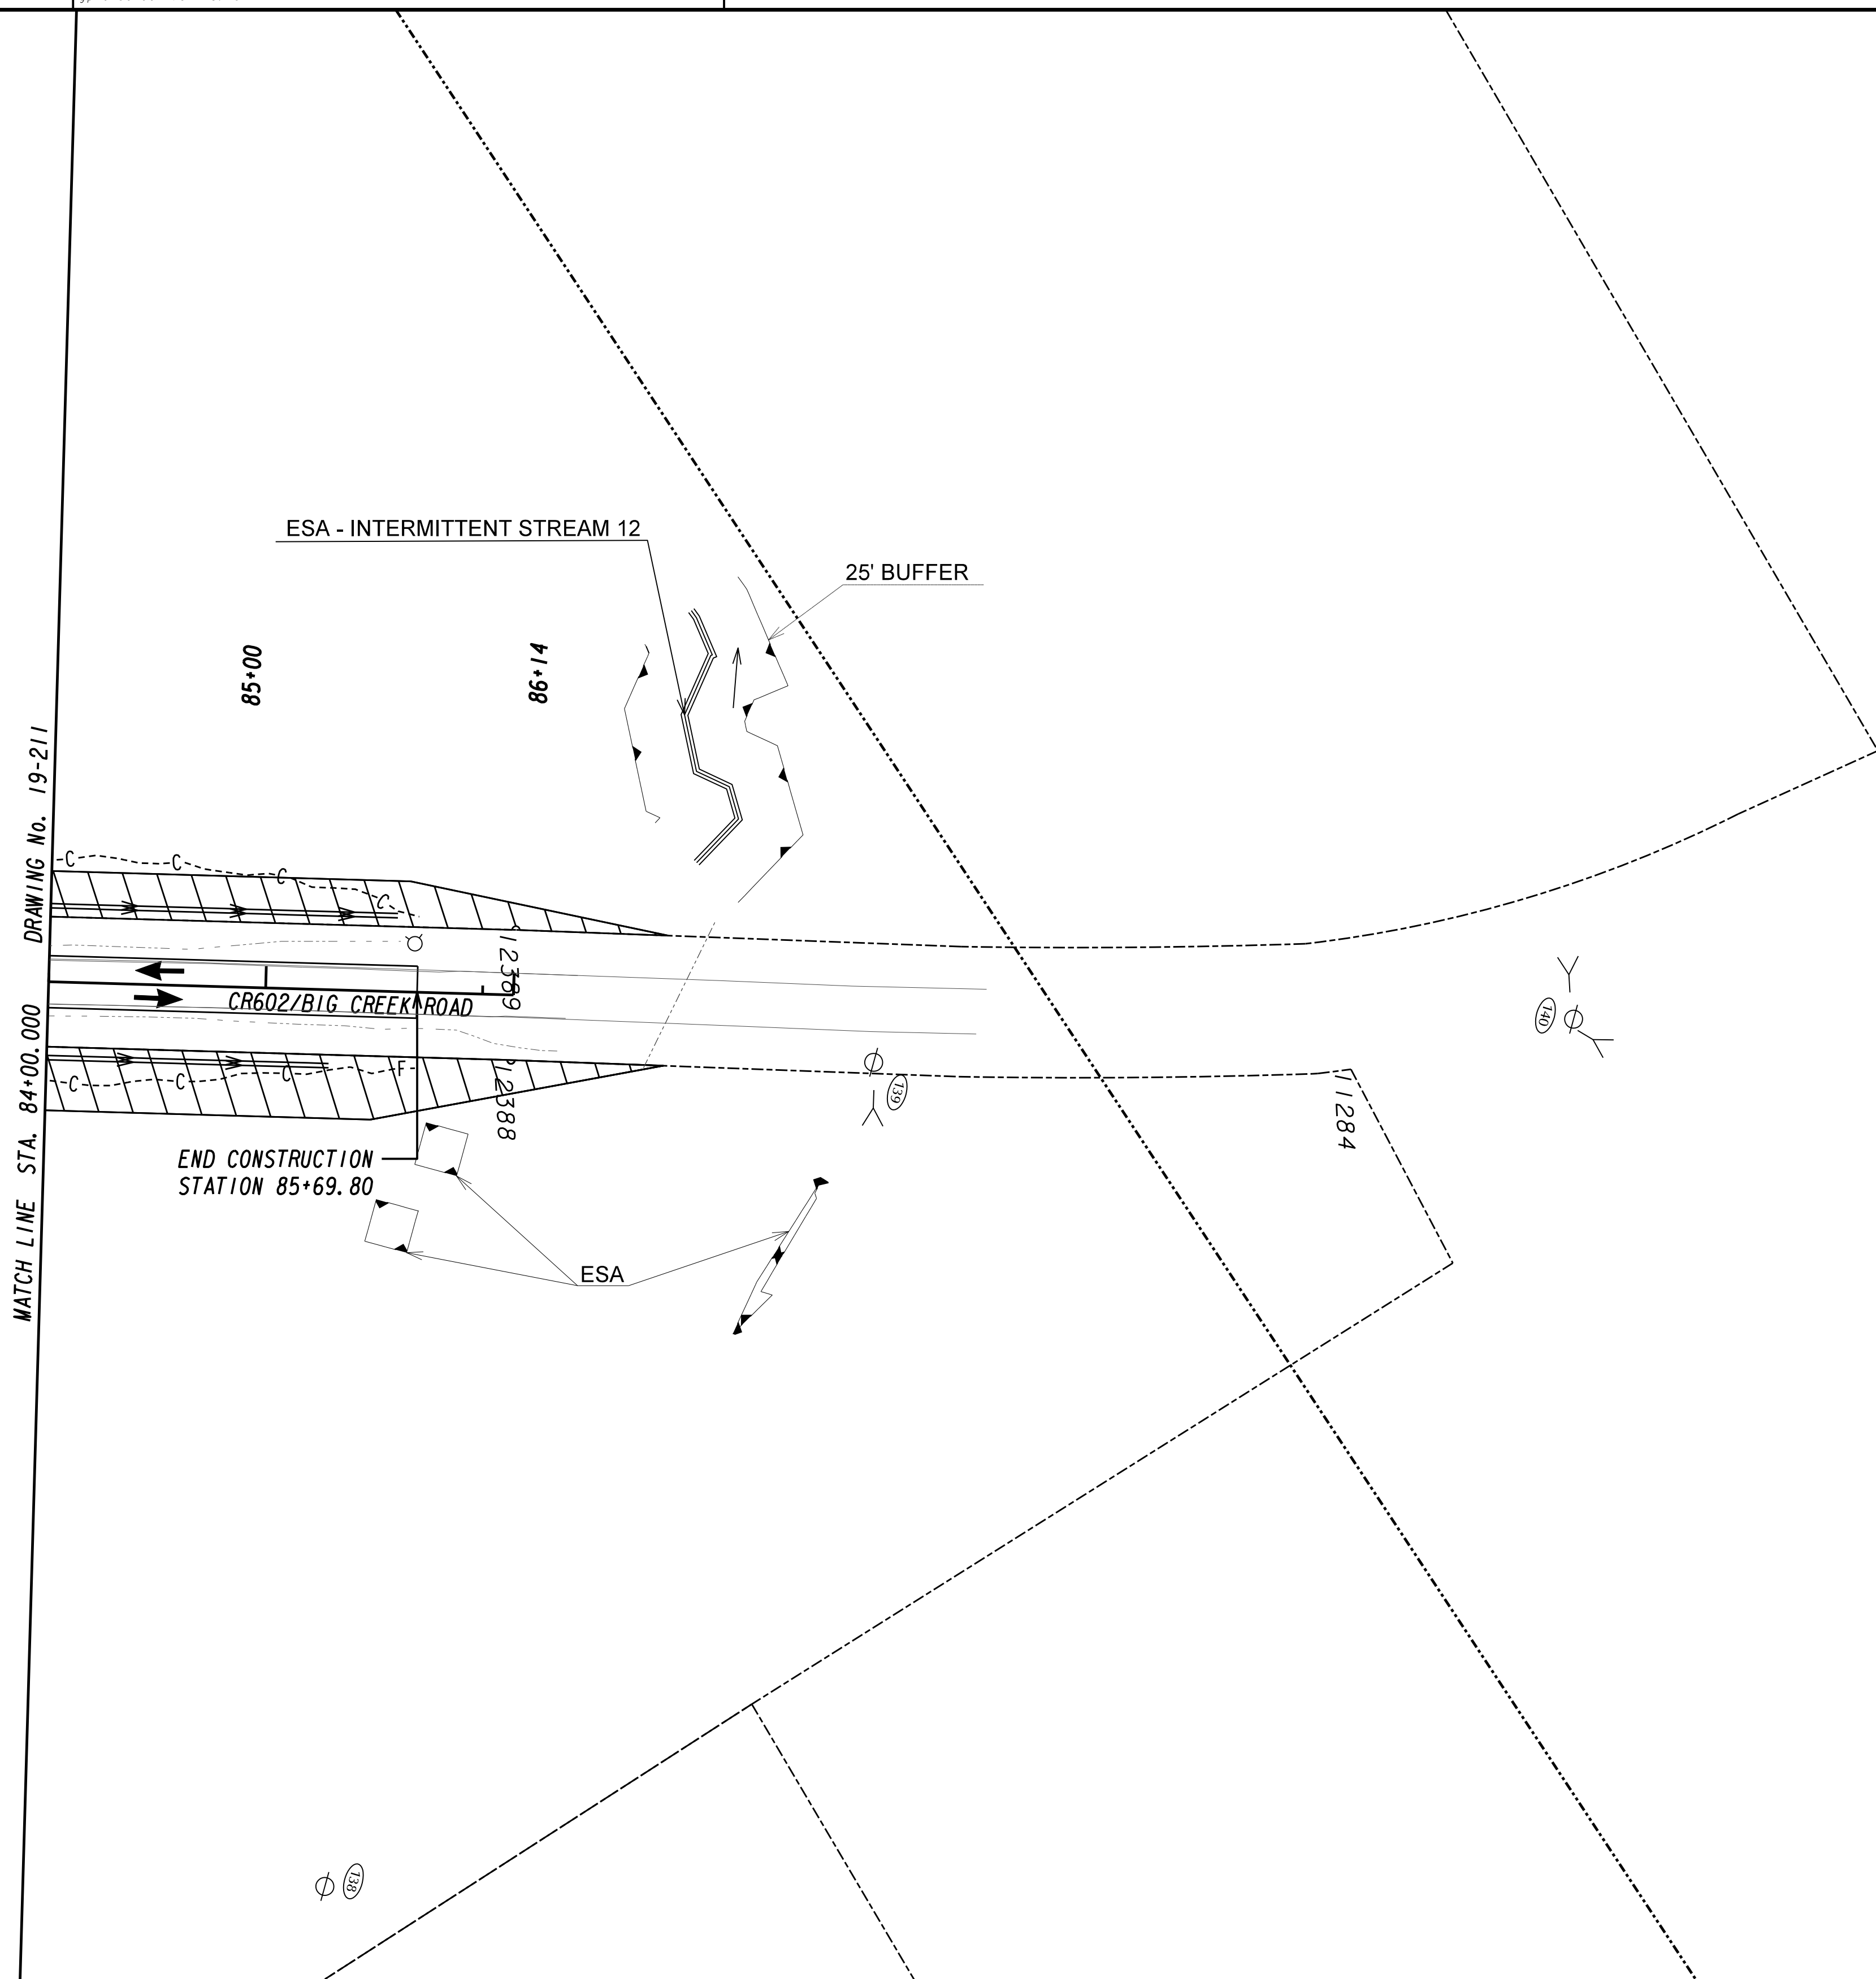 ESA - INTERMITTENT STREAM 12
25' BUFFER
85+00
86+14
MATCH LINE STA. 84+00.000 DRAWING No. 19-211
C
C
C
C
12389
CR602/BIG CREEK ROAD
C
C
C
F
12388
END CONSTRUCTION
STATION 85+69.80
ESA
139
140
11284
138